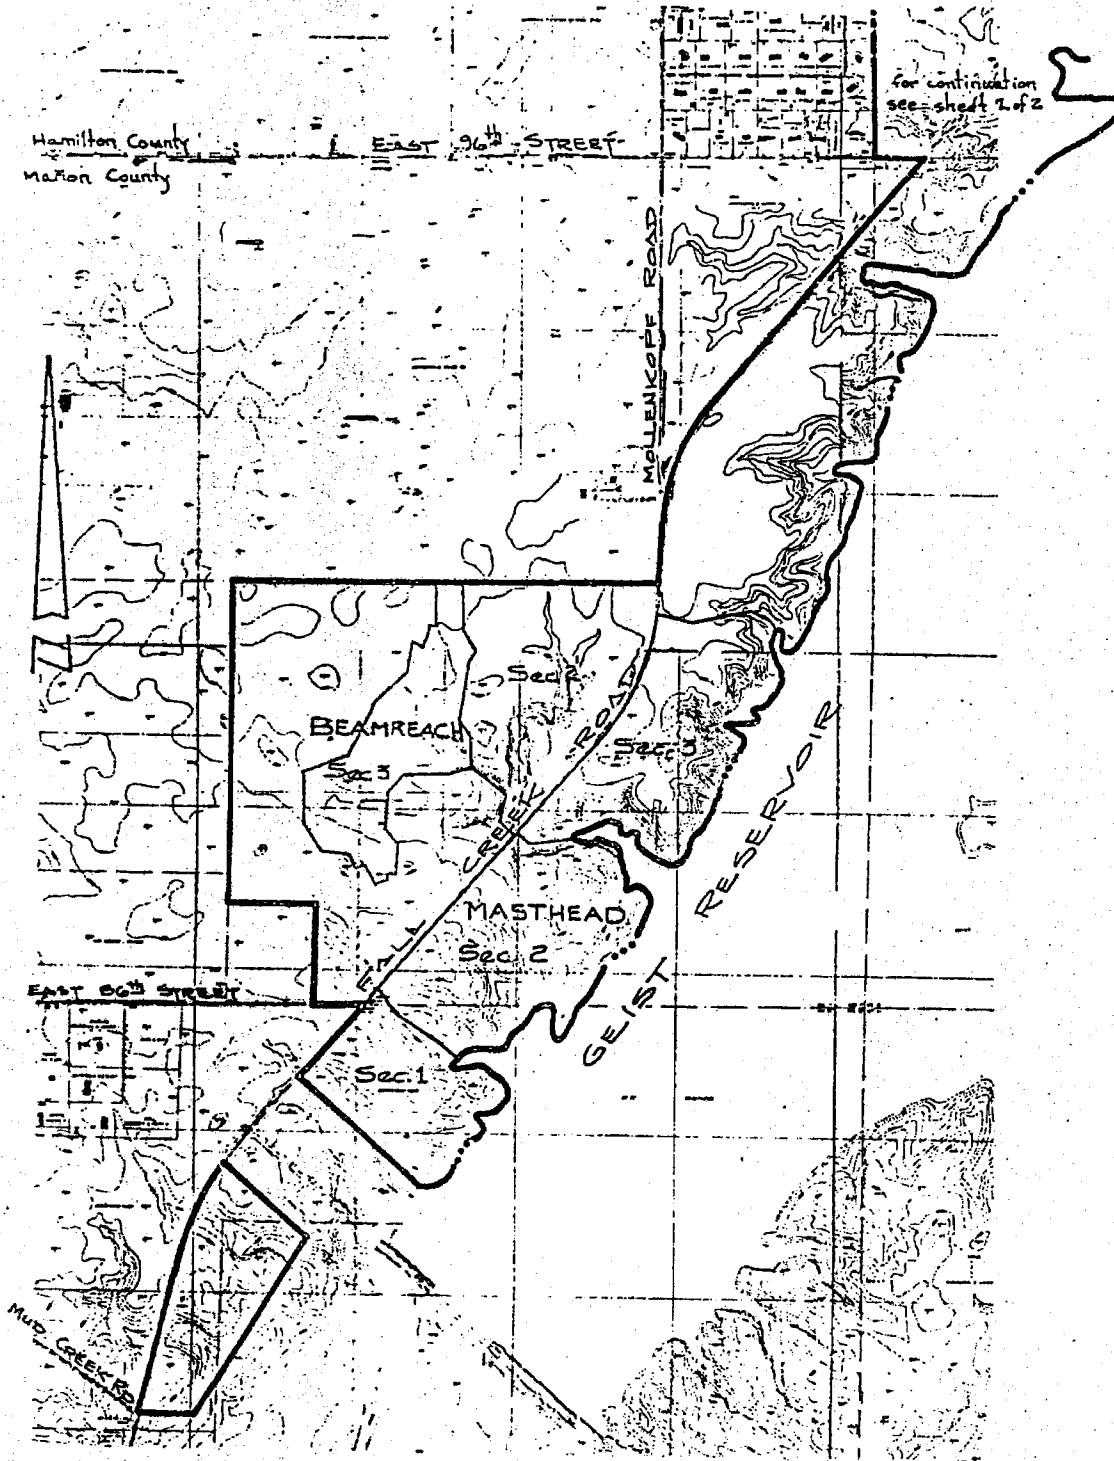 for continuation
see sheet 2 of 2
Hamilton County
EAST 96th STREET
Marion County
MOLLENKOPF ROAD
N
Sec 2
ROAD
BEAMREACH
Sec. 3
Sec 3
RESERVOIR
CREEK
MASTHEAD
Sec. 2
FALL
EAST 86th STREET
GEIST
Sec. 1
MUD CREEK RD.